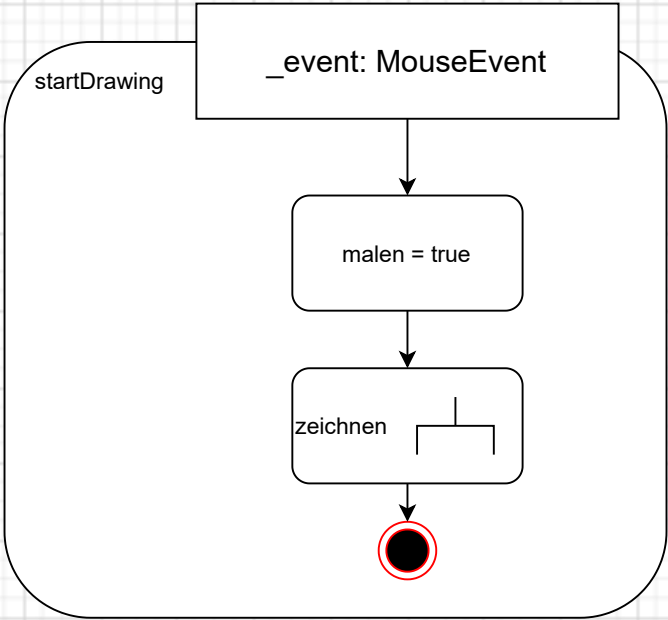 _event: MouseEvent
startDrawing
malen = true
zeichnen